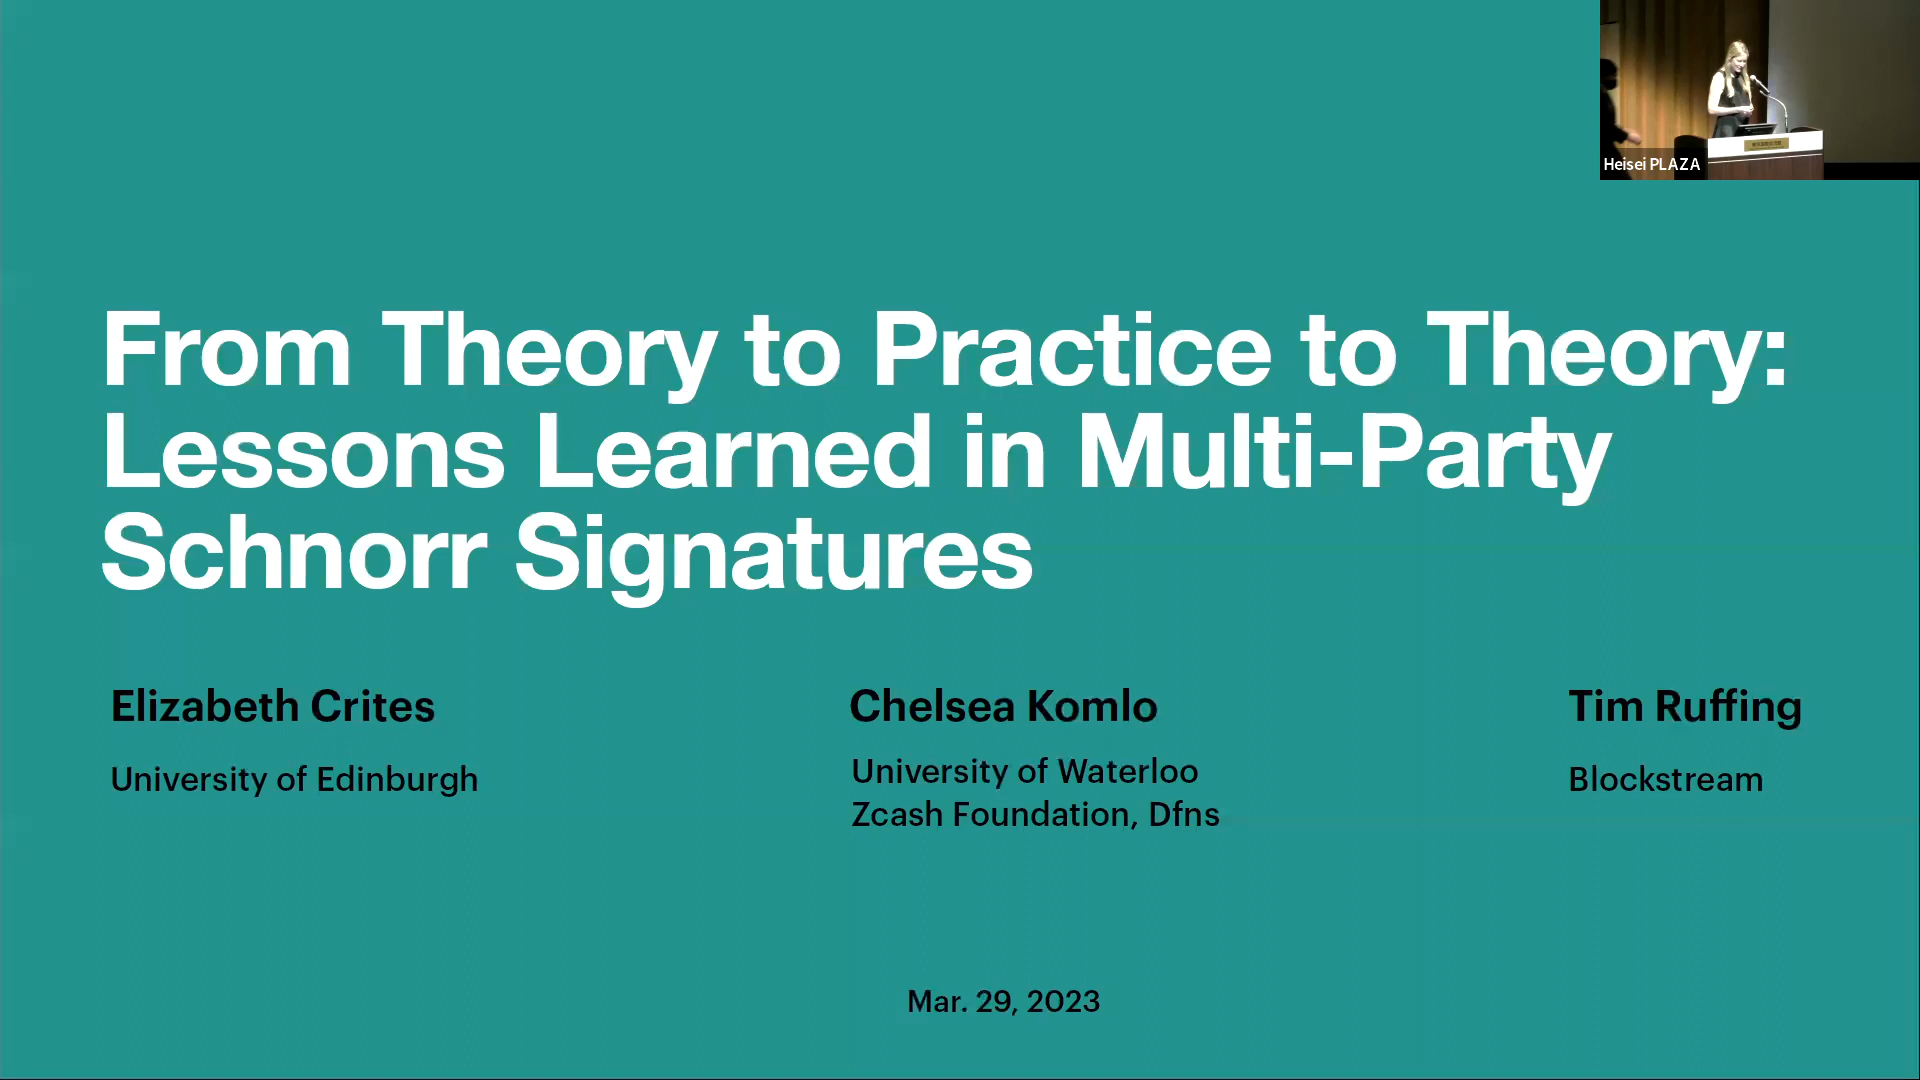 Heisei PLAZA
From Theory to Practice to Theory:
Lessons Learned in Multi-Party
Schnorr Signatures
Elizabeth Crites
University of Edinburgh
Chelsea Komlo
University of Waterloo
Zcash Foundation, Dfns
Tim Ruffing
Blockstream
Mar. 29, 2023